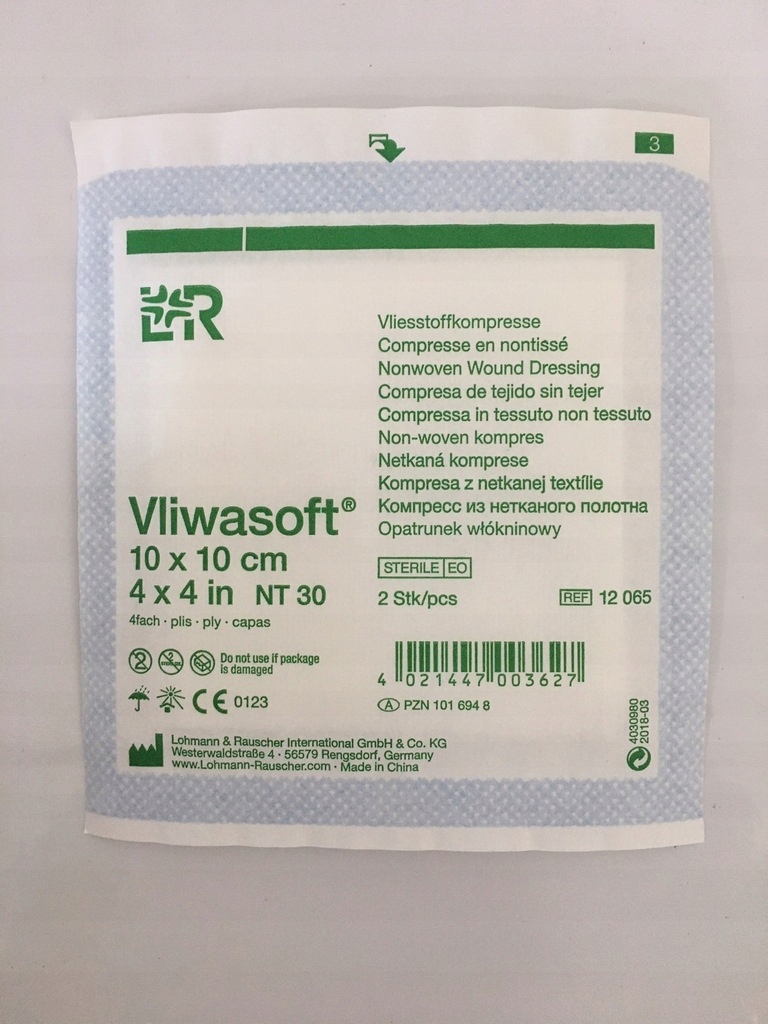 3
L&R
Vliesstoffkompresse
Compresse en nontissé
Nonwoven Wound Dressing
Compresa de tejido sin tejer
Compressa in tessuto non tessuto
Non-woven kompres
Netkaná komprese
Kompresa z netkanej textílie
Компресс из нетканого полотна
Opatrunek włókninowy
Vliwasoft®
10 x 10 cm
4 x 4 in NT 30
4fach · plis · ply · capas
STERILE EO
2 Stk/pcs
REF 12 065
2
Do not use if package
is damaged
CE 0123
4 021447 003627
A PZN 101 694 8
Lohmann & Rauscher International GmbH & Co. KG
Westerwaldstraße 4 · 56579 Rengsdorf, Germany
www.Lohmann-Rauscher.com · Made in China
4030980
2018-03